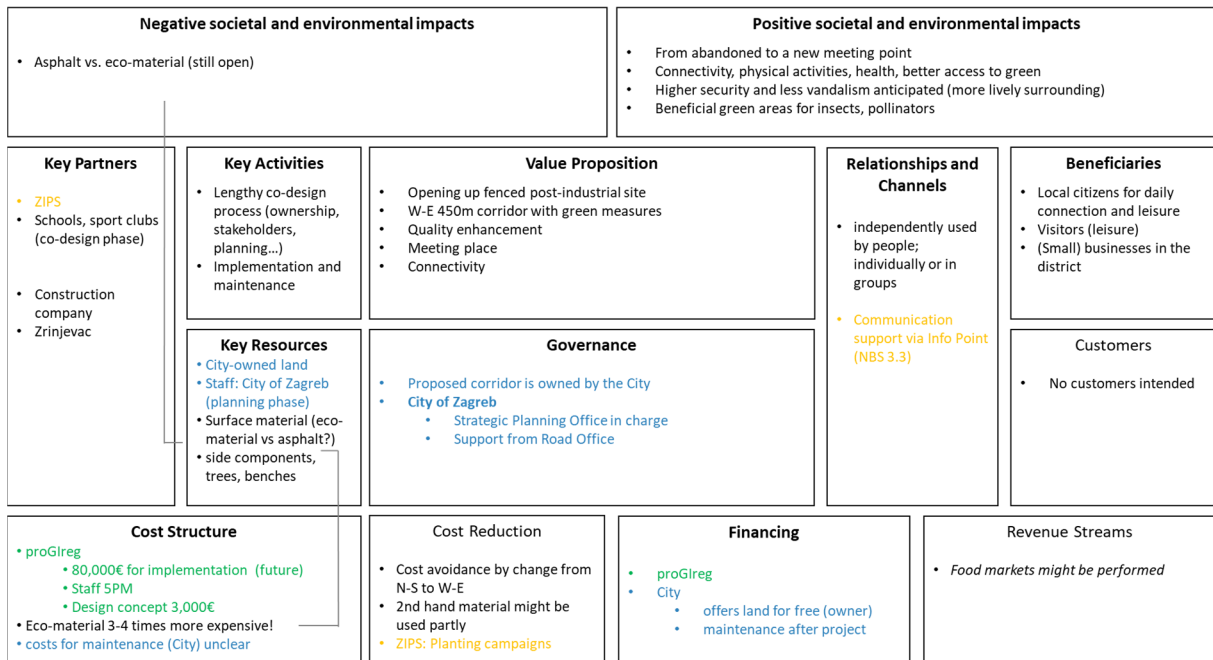 Negative societal and environmental impacts
• Asphalt vs. eco-material (still open)
Positive societal and environmental impacts
• From abandoned to a new meeting point
• Connectivity, physical activities, health, better access to green
• Higher security and less vandalism anticipated (more lively surrounding)
• Beneficial green areas for insects, pollinators
Key Partners
• ZIPS
• Schools, sport clubs
(co-design phase)
• Construction
company
• Zrinjevac
Key Activities
• Lengthy co-design
process (ownership,
stakeholders,
planning...)
• Implementation and
maintenance
Key Resources
• City-owned land
• Staff: City of Zagreb
(planning phase)
• Surface material (eco-
material vs asphalt?)
• side components,
trees, benches
Value Proposition
• Opening up fenced post-industrial site
• W-E 450m corridor with green measures
• Quality enhancement
• Meeting place
• Connectivity
Governance
• Proposed corridor is owned by the City
• City of Zagreb
• Strategic Planning Office in charge
• Support from Road Office
Relationships and
Channels
• independently used
by people;
individually or in
groups
• Communication
support via Info Point
(NBS 3.3)
Beneficiaries
• Local citizens for daily
connection and leisure
• Visitors (leisure)
• (Small) businesses in the
district
Customers
• No customers intended
Cost Structure
• proGIreg
• 80,000€ for implementation (future)
• Staff 5PM
• Design concept 3,000€
• Eco-material 3-4 times more expensive!
• costs for maintenance (City) unclear
Cost Reduction
• Cost avoidance by change from
N-S to W-E
• 2nd hand material might be
used partly
• ZIPS: Planting campaigns
Financing
• proGIreg
• City
• offers land for free (owner)
• maintenance after project
Revenue Streams
• Food markets might be performed